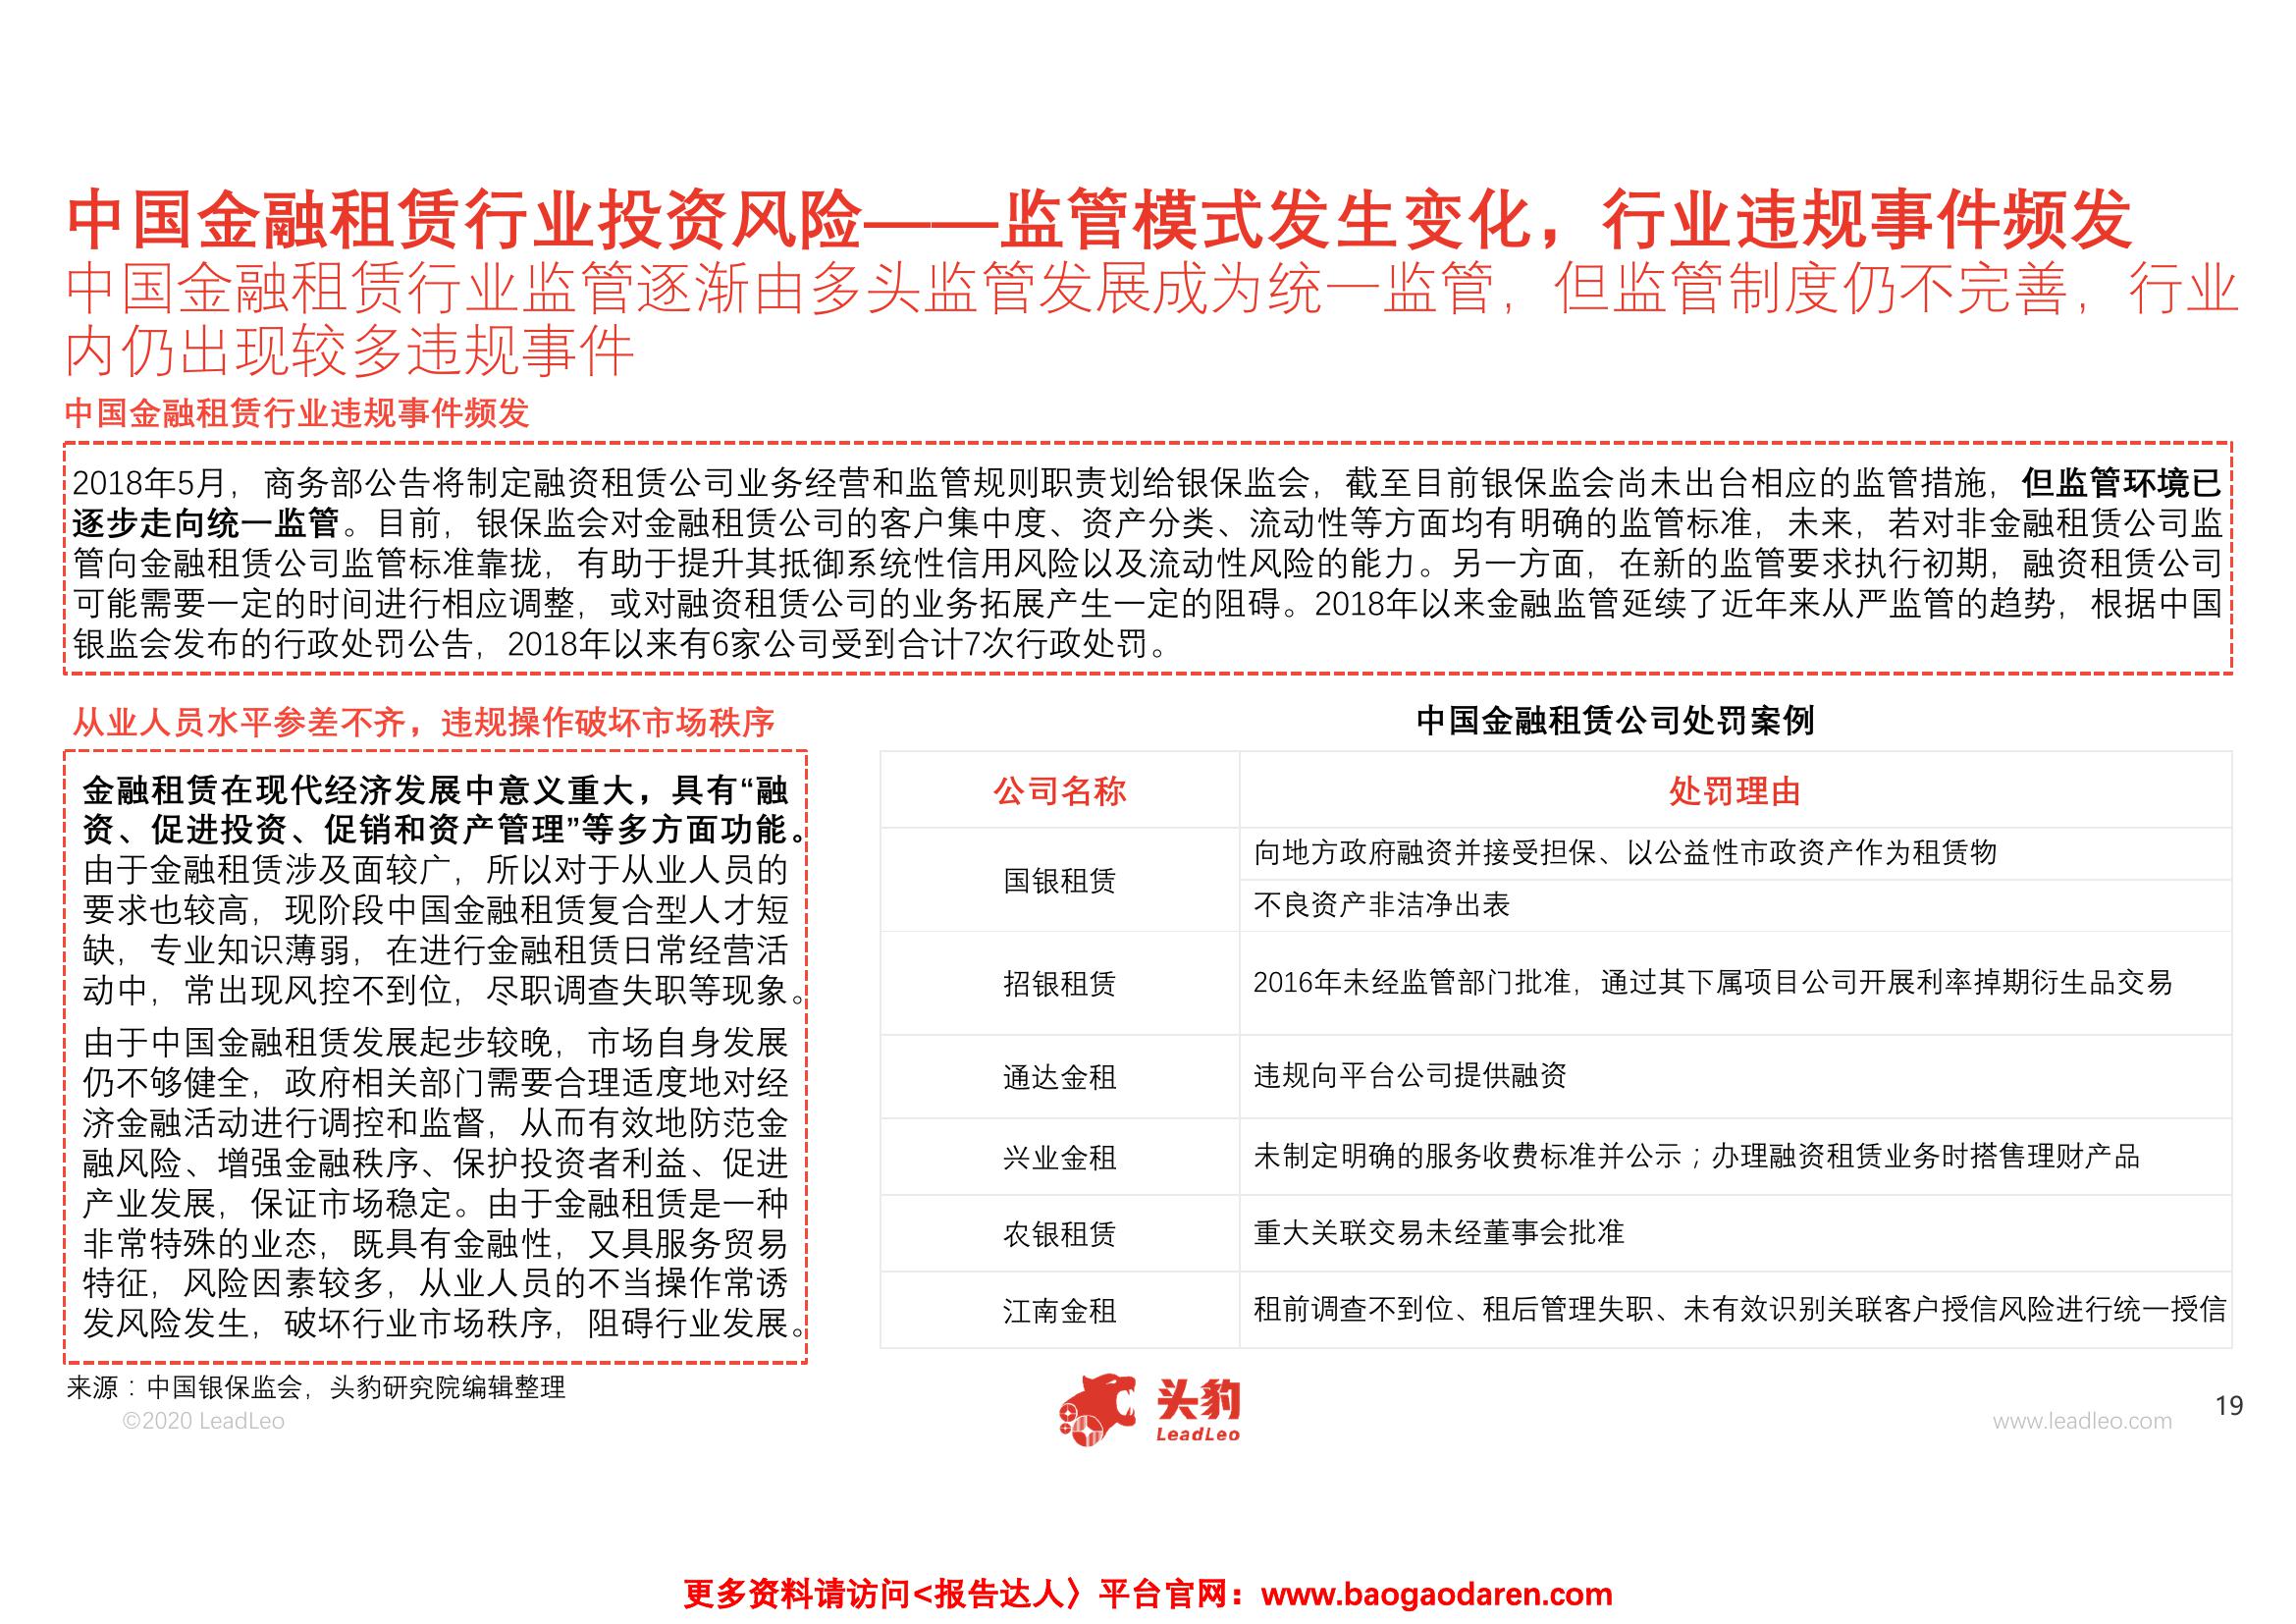 中国金融租赁行业投资风险——监管模式发生变化，行业违规事件频发
中国金融租赁行业监管逐渐由多头监管发展成为统一监管，但监管制度仍不完善，行业
内仍出现较多违规事件
中国金融租赁行业违规事件频发
2018年5月，商务部公告将制定融资租赁公司业务经营和监管规则职责划给银保监会，截至目前银保监会尚未出台相应的监管措施，但监管环境已
逐步走向统一监管。目前，银保监会对金融租赁公司的客户集中度、资产分类、流动性等方面均有明确的监管标准，未来，若对非金融租赁公司监
管向金融租赁公司监管标准靠拢，有助于提升其抵御系统性信用风险以及流动性风险的能力。另一方面，在新的监管要求执行初期，融资租赁公司
可能需要一定的时间进行相应调整，或对融资租赁公司的业务拓展产生一定的阻碍。2018年以来金融监管延续了近年来从严监管的趋势，根据中国
银监会发布的行政处罚公告，2018年以来有6家公司受到合计7次行政处罚。
从业人员水平参差不齐，违规操作破坏市场秩序
金融租赁在现代经济发展中意义重大，具有“融
资、促进投资、促销和资产管理”等多方面功能。
由于金融租赁涉及面较广，所以对于从业人员的
要求也较高，现阶段中国金融租赁复合型人才短
缺，专业知识薄弱，在进行金融租赁日常经营活
动中，常出现风控不到位，尽职调查失职等现象。
由于中国金融租赁发展起步较晚，市场自身发展
仍不够健全，政府相关部门需要合理适度地对经
济金融活动进行调控和监督，从而有效地防范金
融风险、增强金融秩序、保护投资者利益、促进
产业发展，保证市场稳定。由于金融租赁是一种
非常特殊的业态，既具有金融性，又具服务贸易
特征，风险因素较多，从业人员的不当操作常诱
发风险发生，破坏行业市场秩序，阻碍行业发展。
中国金融租赁公司处罚案例
公司名称 处罚理由
国银租赁 向地方政府融资并接受担保、以公益性市政资产作为租赁物
不良资产非洁净出表
招银租赁 2016年未经监管部门批准，通过其下属项目公司开展利率掉期衍生品交易
通达金租 违规向平台公司提供融资
兴业金租 未制定明确的服务收费标准并公示；办理融资租赁业务时搭售理财产品
农银租赁 重大关联交易未经董事会批准
江南金租 租前调查不到位、租后管理失职、未有效识别关联客户授信风险进行统一授信
来源：中国银保监会，头豹研究院编辑整理
©2020 LeadLeo
头豹
LeadLeo
www.leadleo.com
19
更多资料请访问<报告达人〉平台官网：www.baogaodaren.com